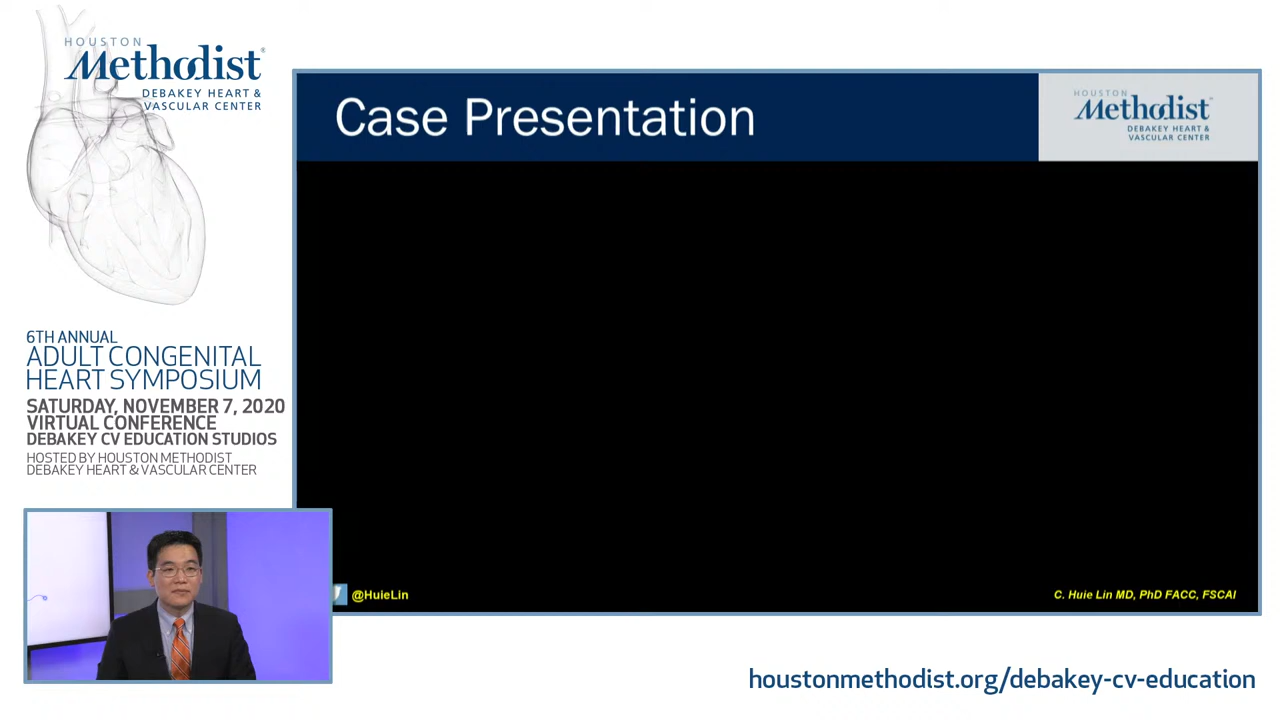 HOUSTON
Methodist®
DEBAKEY HEART &
VASCULAR CENTER
6TH ANNUAL
ADULT CONGENITAL
HEART SYMPOSIUM
SATURDAY, NOVEMBER 7, 2020
VIRTUAL CONFERENCE
DEBAKEY CV EDUCATION STUDIOS
HOSTED BY HOUSTON METHODIST
DEBAKEY HEART & VASCULAR CENTER
Case Presentation
HOUSTON
Methodist
DEBAKEY HEART &
VASCULAR CENTER
@HuieLin
C. Huie Lin MD, PhD FACC, FSCAI
houstonmethodist.org/debakey-cv-education